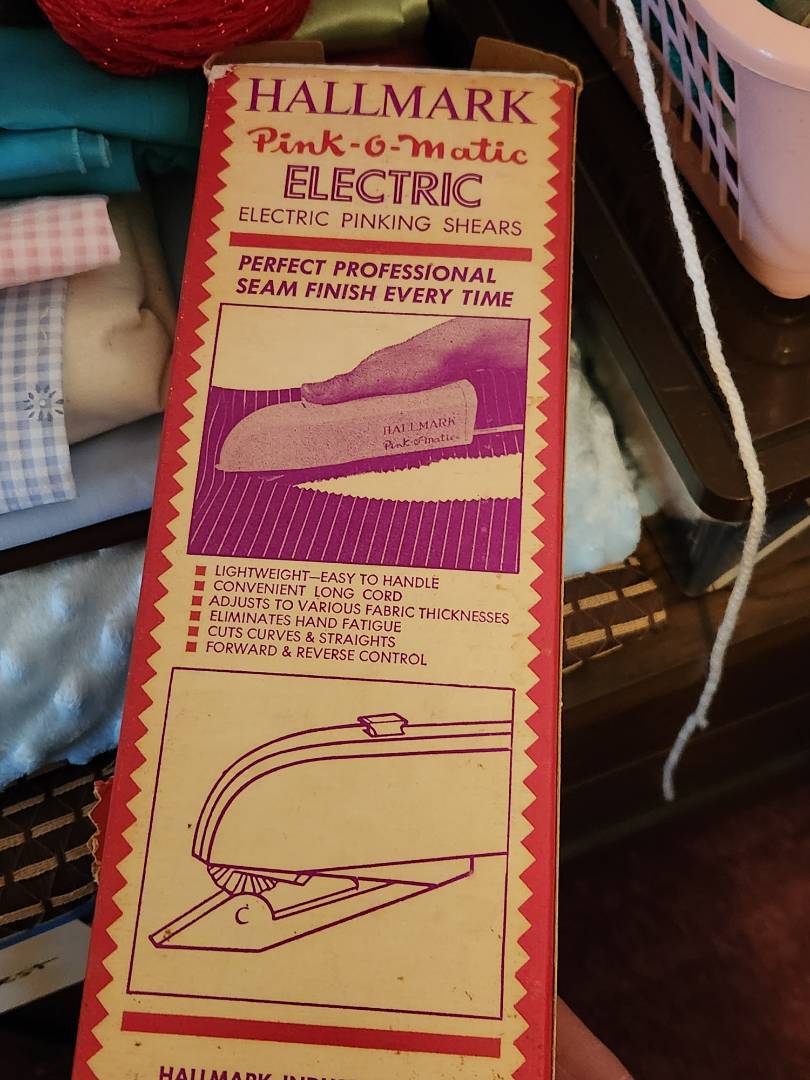 HALLMARK
Pink-O-Matic
ELECTRIC
ELECTRIC PINKING SHEARS
PERFECT PROFESSIONAL
SEAM FINISH EVERY TIME
HALLMARK
Pink-O-Matic
LIGHTWEIGHT—EASY TO HANDLE
CONVENIENT LONG CORD
ADJUSTS TO VARIOUS FABRIC THICKNESSES
ELIMINATES HAND FATIGUE
CUTS CURVES & STRAIGHTS
FORWARD & REVERSE CONTROL
C
HALLMARK